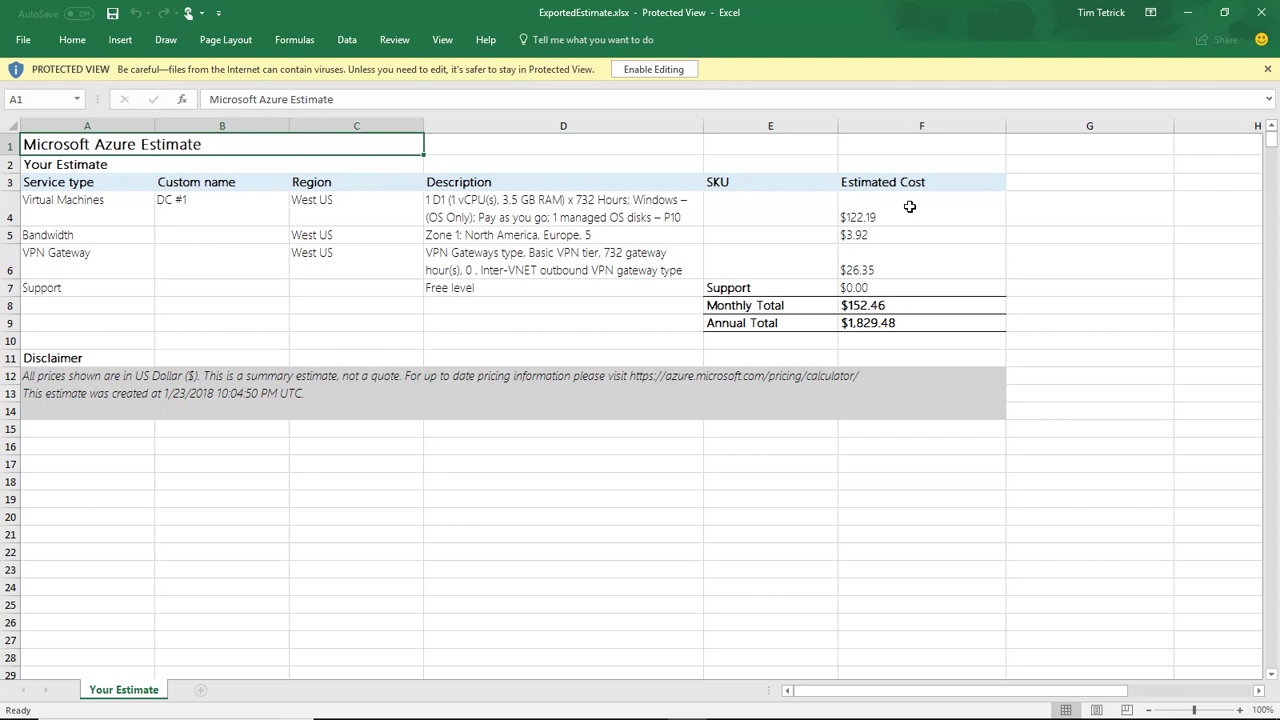 AutoSave Off
ExportedEstimate.xlsx - Protected View - Excel
Tim Tetrick
File Home Insert Draw Page Layout Formulas Data Review View Help Tell me what you want to do Share
PROTECTED VIEW Be careful—files from the Internet can contain viruses. Unless you need to edit, it's safer to stay in Protected View. Enable Editing
A1 fx Microsoft Azure Estimate
A B C D E F G H
1 Microsoft Azure Estimate
2 Your Estimate
3 Service type Custom name Region Description SKU Estimated Cost
Virtual Machines DC #1 West US 1 D1 (1 vCPU(s), 3.5 GB RAM) x 732 Hours; Windows –
4 (OS Only); Pay as you go; 1 managed OS disks – P10 $122.19
5 Bandwidth West US Zone 1: North America, Europe, 5 $3.92
VPN Gateway West US VPN Gateways type, Basic VPN tier, 732 gateway
6 hour(s), 0 , Inter-VNET outbound VPN gateway type $26.35
7 Support Free level Support $0.00
8 Monthly Total $152.46
9 Annual Total $1,829.48
10
11 Disclaimer
12 All prices shown are in US Dollar ($). This is a summary estimate, not a quote. For up to date pricing information please visit https://azure.microsoft.com/pricing/calculator/
13 This estimate was created at 1/23/2018 10:04:50 PM UTC.
14
15
16
17
18
19
20
21
22
23
24
25
26
27
28
29
Your Estimate
Ready 100%